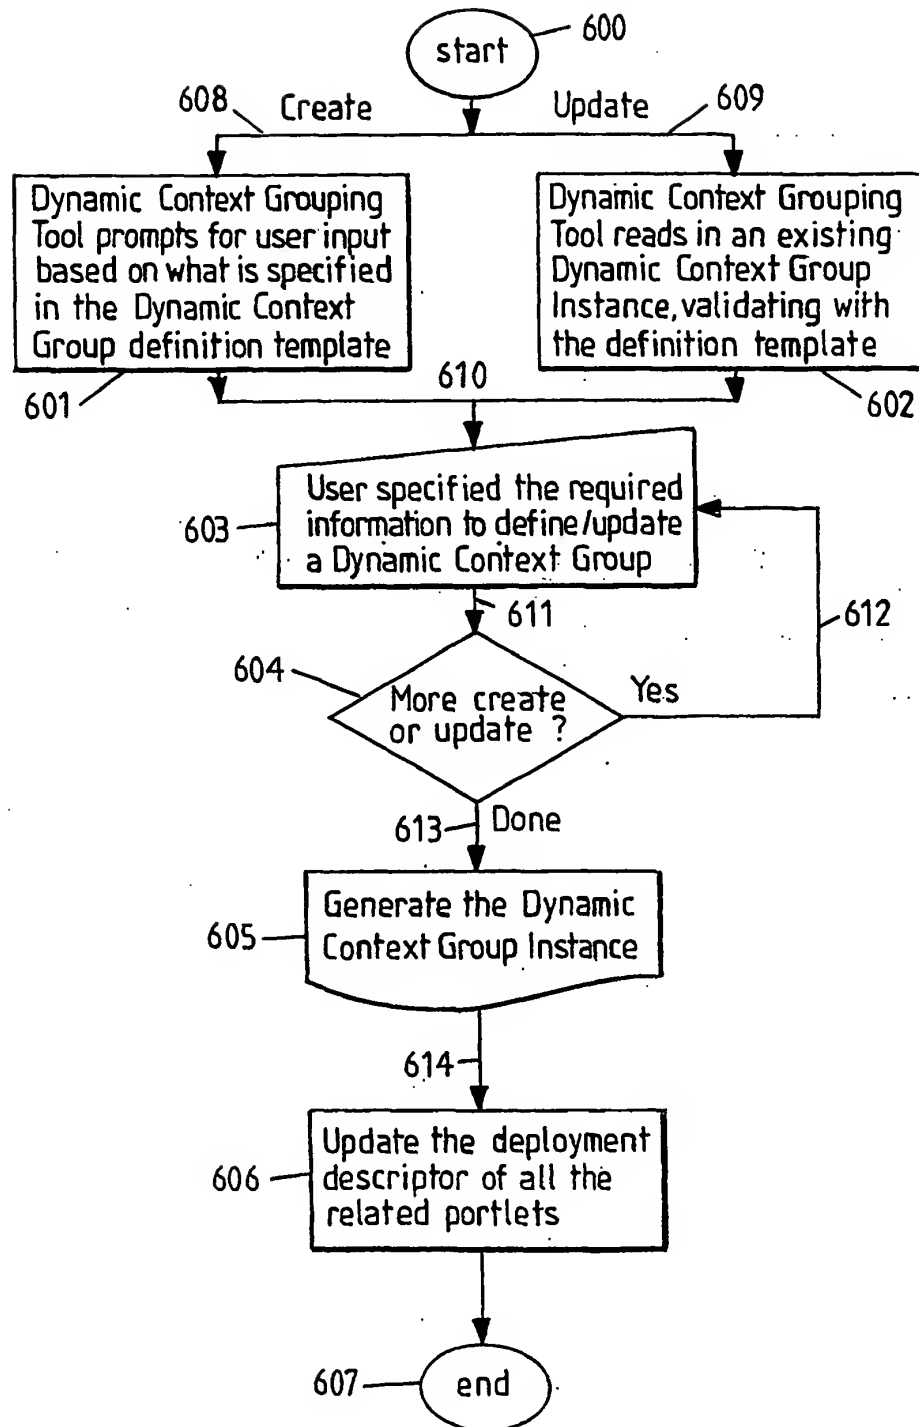 start
600
608
Create
Update
609
Dynamic Context Grouping
Tool prompts for user input
based on what is specified
in the Dynamic Context
Group definition template
601
Dynamic Context Grouping
Tool reads in an existing
Dynamic Context Group
Instance, validating with
the definition template
602
610
603
User specified the required
information to define/update
a Dynamic Context Group
611
612
604
More create
or update ?
Yes
613
Done
605
Generate the Dynamic
Context Group Instance
614
606
Update the deployment
descriptor of all the
related portlets
607
end